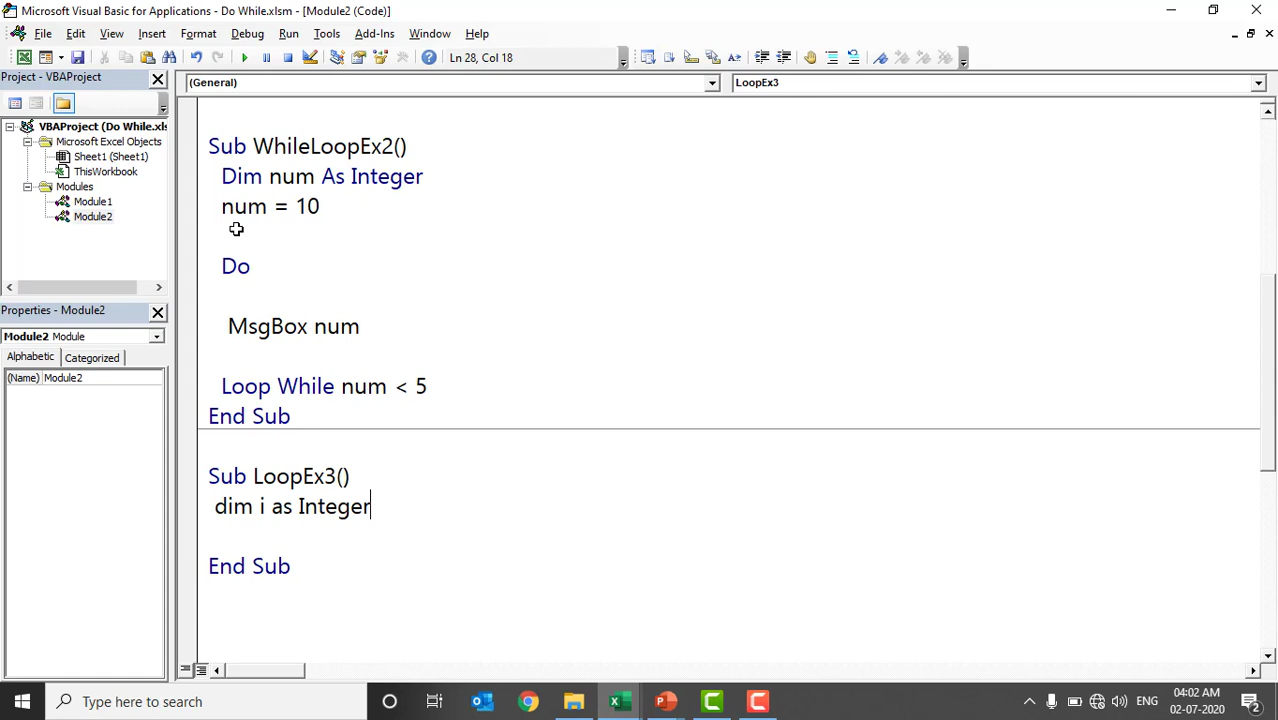 Microsoft Visual Basic for Applications - Do While.xlsm - [Module2 (Code)]
File Edit View Insert Format Debug Run Tools Add-Ins Window Help
Ln 28, Col 18
Project - VBAProject
(General) LoopEx3
VBAProject (Do While.xls
Microsoft Excel Objects
Sheet1 (Sheet1)
ThisWorkbook
Modules
Module1
Module2
Properties - Module2
Module2 Module
Alphabetic Categorized
(Name) Module2
Sub WhileLoopEx2()
Dim num As Integer
num = 10
Do
MsgBox num
Loop While num < 5
End Sub
Sub LoopEx3()
dim i as Integer
End Sub
Type here to search
ENG
04:02 AM
02-07-2020
2